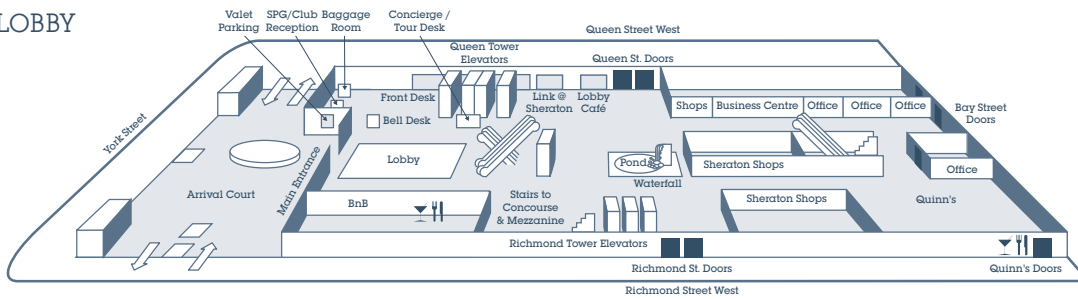 LOBBY
Valet
Parking
SPG/Club
Reception
Baggage
Room
Concierge /
Tour Desk
Queen Street West
Queen Tower
Elevators
Queen St. Doors
Front Desk
Link @
Sheraton
Lobby
Café
Shops
Business Centre
Office
Office
Office
Bay Street
Doors
Bell Desk
York Street
Lobby
Pond
Waterfall
Sheraton Shops
Office
Main Entrance
Arrival Court
BnB
Stairs to
Concourse
& Mezzanine
Sheraton Shops
Quinn's
Richmond Tower Elevators
Richmond St. Doors
Quinn's Doors
Richmond Street West